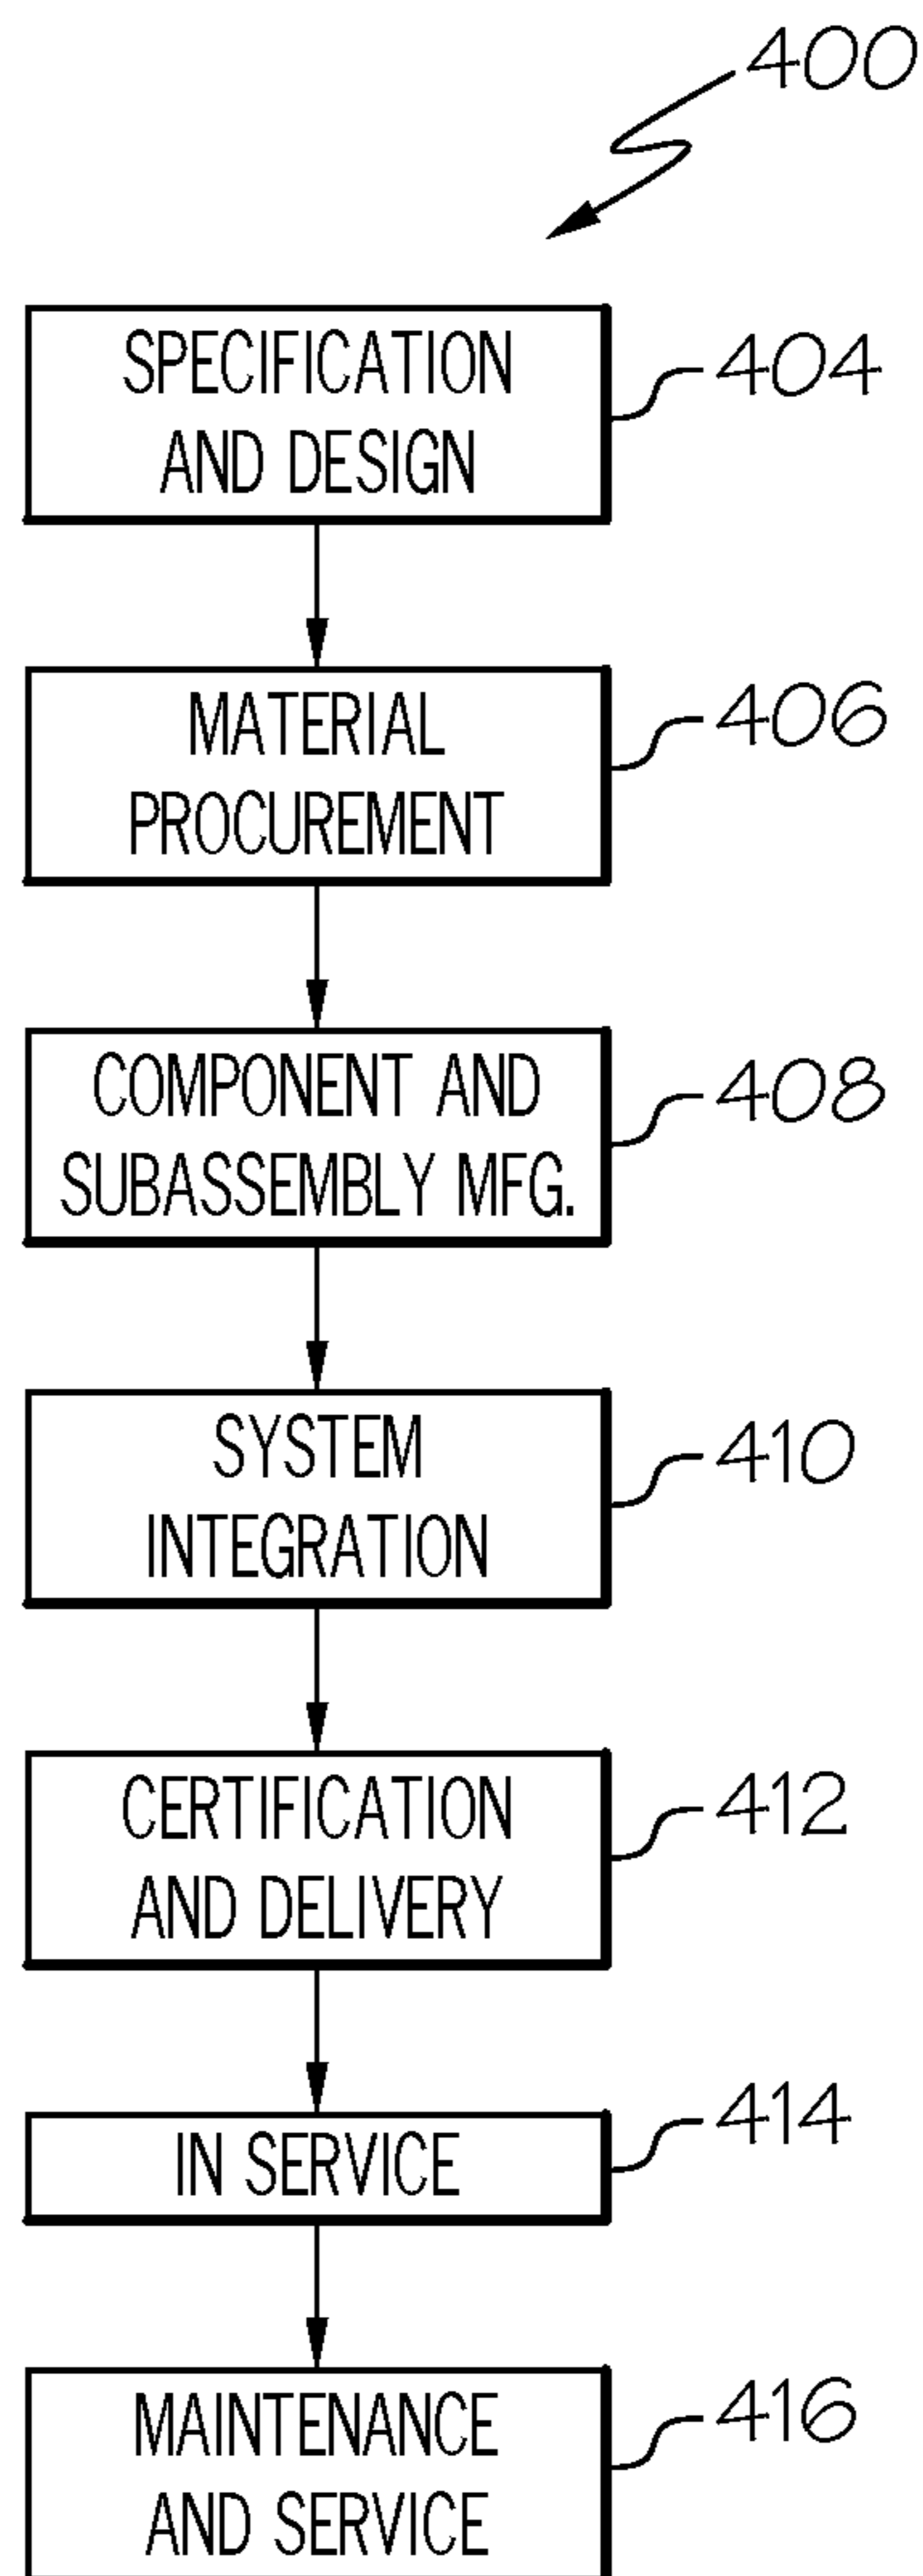 400
SPECIFICATION
AND DESIGN
404
MATERIAL
PROCUREMENT
406
COMPONENT AND
SUBASSEMBLY MFG.
408
SYSTEM
INTEGRATION
410
CERTIFICATION
AND DELIVERY
412
IN SERVICE
414
MAINTENANCE
AND SERVICE
416